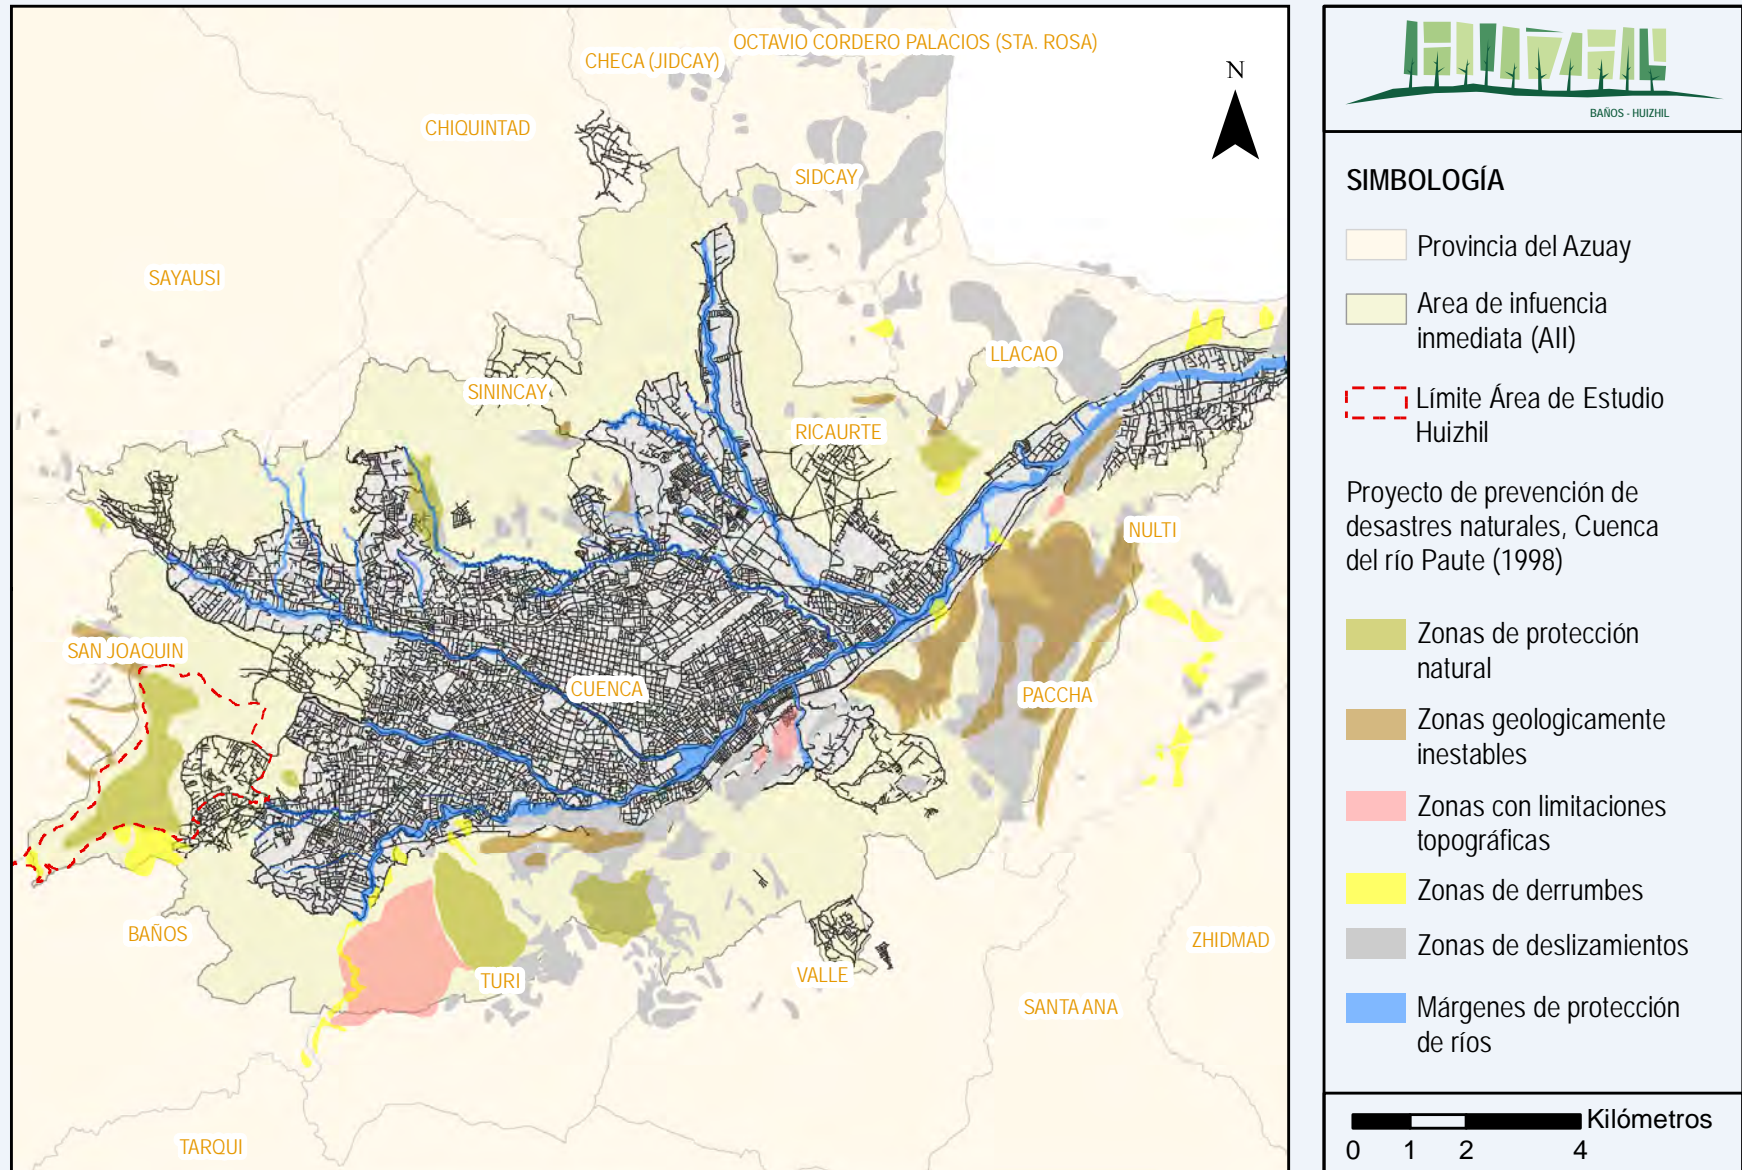 OCTAVIO CORDERO PALACIOS (STA. ROSA)
CHECA (JIDCAY)
N
CHIQUINTAD
SIDCAY
SAYAUSI
LLACAO
SININCAY
RICAURTE
NULTI
SAN JOAQUIN
CUENCA
PACCHA
BAÑOS
TURI
VALLE
ZHIDMAD
SANTA ANA
TARQUI
HUIZHIL
BAÑOS - HUIZHIL
SIMBOLOGÍA
Provincia del Azuay
Area de infuencia
inmediata (AII)
Límite Área de Estudio
Huizhil
Proyecto de prevención de
desastres naturales, Cuenca
del río Paute (1998)
Zonas de protección
natural
Zonas geologicamente
inestables
Zonas con limitaciones
topográficas
Zonas de derrumbes
Zonas de deslizamientos
Márgenes de protección
de ríos
Kilómetros
0 1 2 4